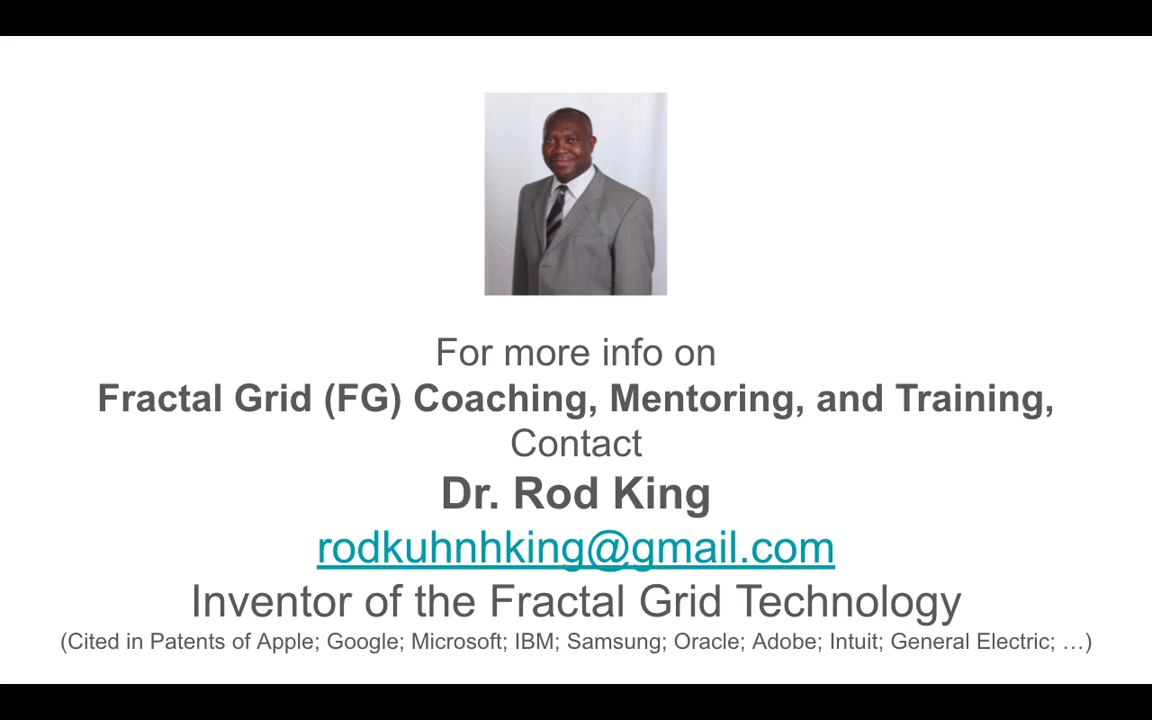 For more info on
Fractal Grid (FG) Coaching, Mentoring, and Training,
Contact
Dr. Rod King
rodkuhnhking@gmail.com
Inventor of the Fractal Grid Technology
(Cited in Patents of Apple; Google; Microsoft; IBM; Samsung; Oracle; Adobe; Intuit; General Electric; …)